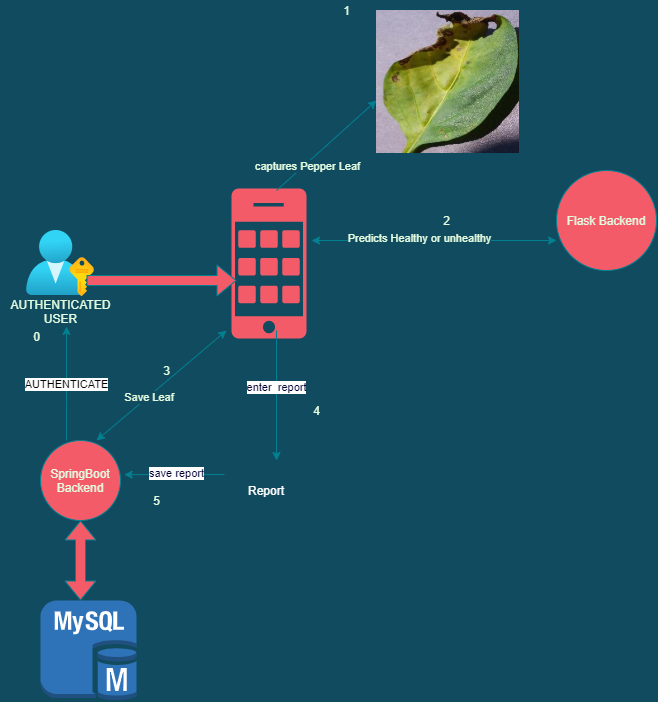 1
captures Pepper Leaf
2
Flask Backend
Predicts Healthy or unhealthy
AUTHENTICATED
USER
0
3
AUTHENTICATE
enter report
Save Leaf
4
SpringBoot
Backend
save report
Report
5
MySQL
M